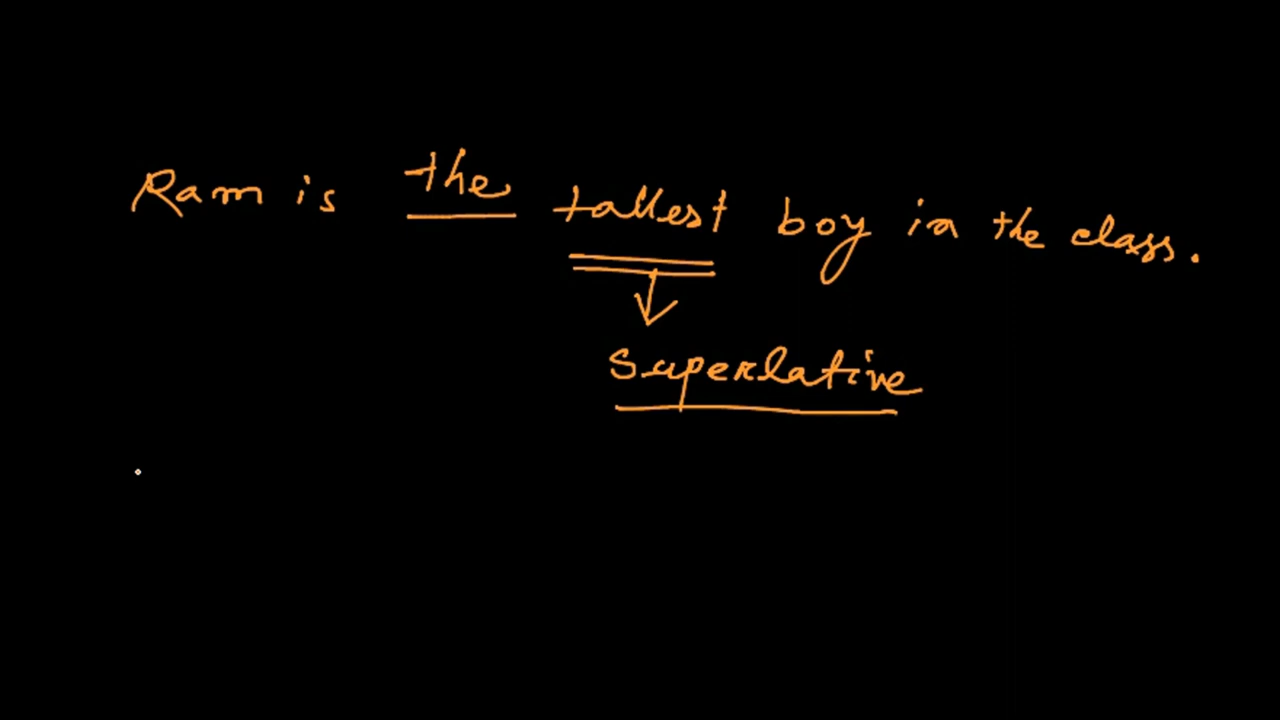 Ram is the tallest boy in the class.
Superlative